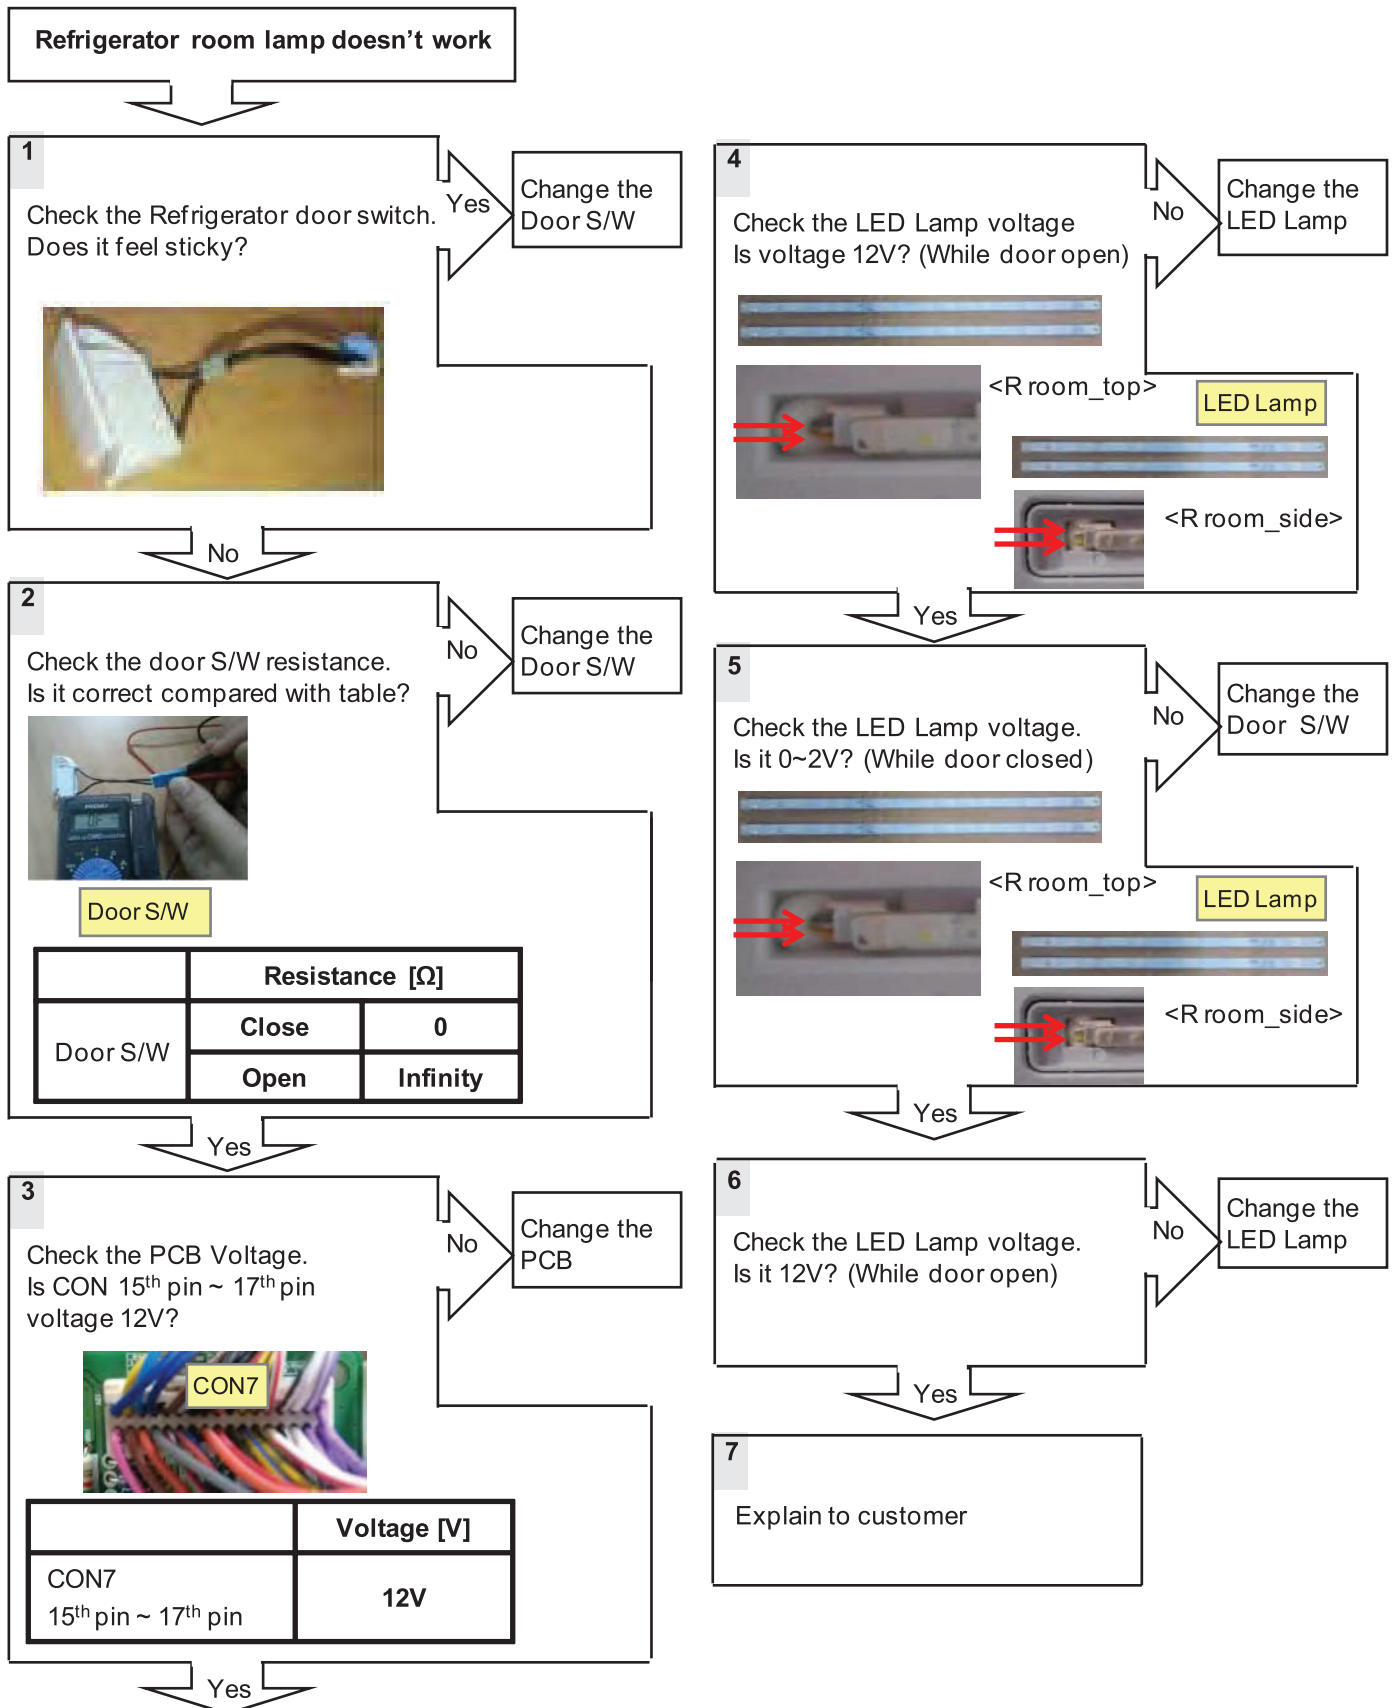 Refrigerator room lamp doesn't work
1
Check the Refrigerator door switch.
Does it feel sticky?
Yes
Change the
Door S/W
No
2
Check the door S/W resistance.
Is it correct compared with table?
No
Change the
Door S/W
Door S/W
Resistance [Ω]
Door S/W
Close
0
Open
Infinity
Yes
3
Check the PCB Voltage.
Is CON 15th pin ~ 17th pin
voltage 12V?
No
Change the
PCB
CON7
Voltage [V]
CON7
15th pin ~ 17th pin
12V
Yes
4
Check the LED Lamp voltage
Is voltage 12V? (While door open)
No
Change the
LED Lamp
<R room_top>
LED Lamp
<R room_side>
Yes
5
Check the LED Lamp voltage.
Is it 0~2V? (While door closed)
No
Change the
Door S/W
<R room_top>
LED Lamp
<R room_side>
Yes
6
Check the LED Lamp voltage.
Is it 12V? (While door open)
No
Change the
LED Lamp
Yes
7
Explain to customer